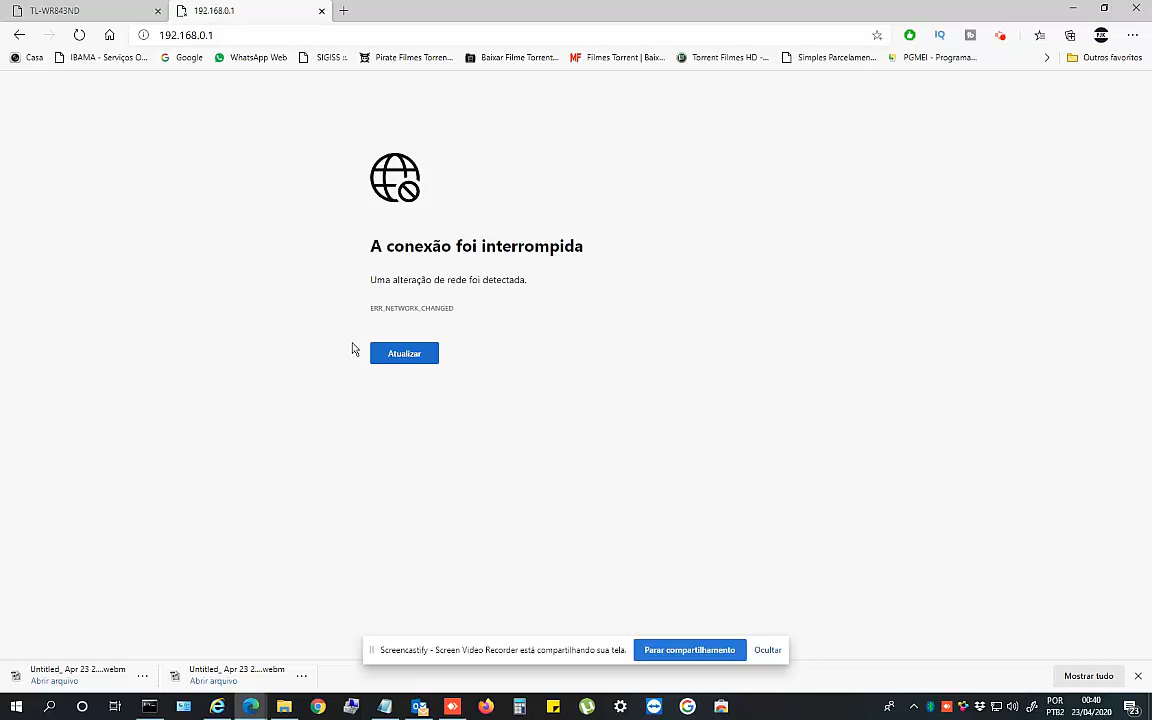 TL-WR843ND
192.168.0.1
192.168.0.1
Casa
IBAMA - Serviços O...
Google
WhatsApp Web
SIGISS ::.
Pirate Filmes Torren...
Baixar Filme Torrent...
MF Filmes Torrent | Baix...
Torrent Filmes HD -...
Simples Parcelamen...
PGMEI - Programa...
Outros favoritos
A conexão foi interrompida
Uma alteração de rede foi detectada.
ERR_NETWORK_CHANGED
Atualizar
Screencastify - Screen Video Recorder está compartilhando sua tela.
Parar compartilhamento
Ocultar
Untitled_ Apr 23 2....webm
Abrir arquivo
Untitled_ Apr 23 2....webm
Abrir arquivo
Mostrar tudo
POR
PTB2
00:40
23/04/2020
23